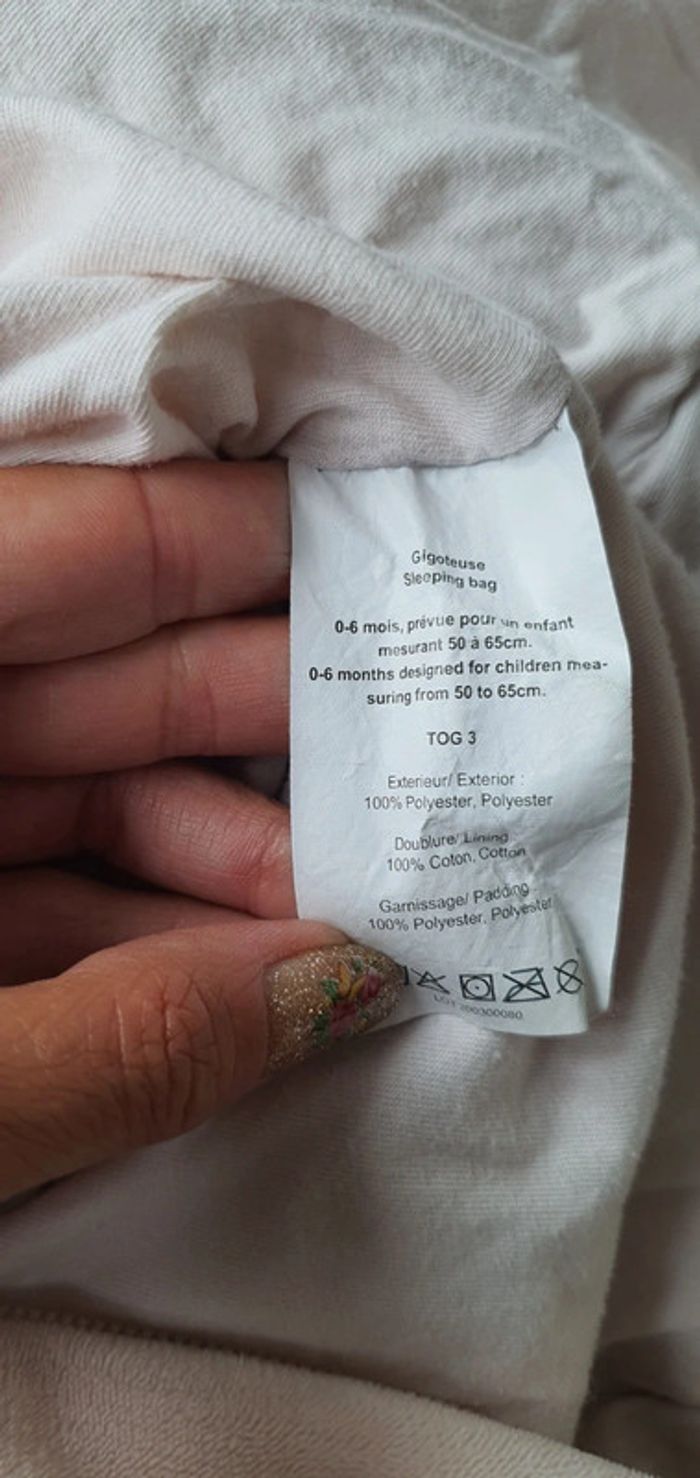 Gigoteuse
Sleeping bag
0-6 mois, prévue pour un enfant
mesurant 50 à 65cm.
0-6 months designed for children mea-
suring from 50 to 65cm.
TOG 3
Exterieur/ Exterior :
100% Polyester, Polyester
Doublure/ Lining
100% Coton, Cotton
Garnissage/ Padding
100% Polyester, Polyester
LOT 200300080